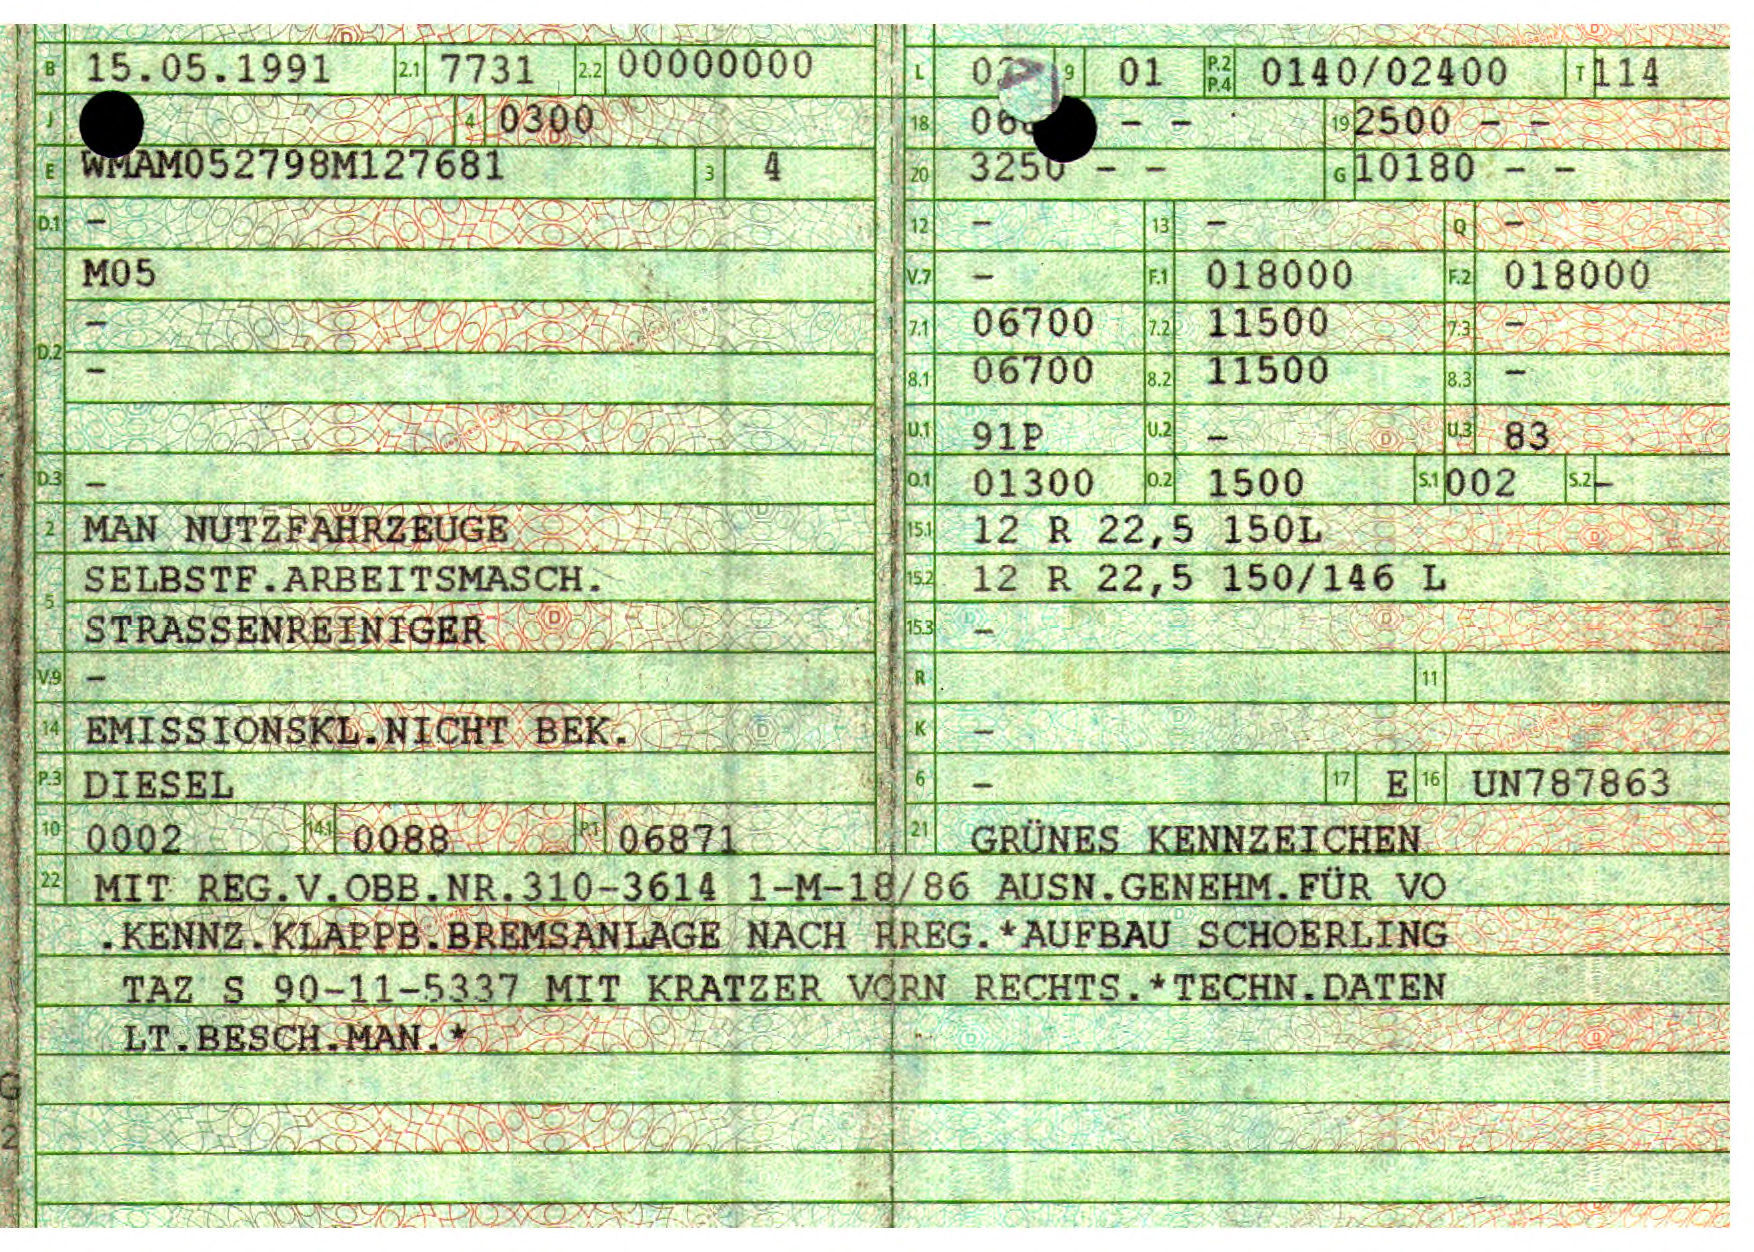 B 15.05.1991 2.1 7731 2.2 00000000
J 4 0300
E WMAM052798M127681 3 4
D.1 –
M05
–
D.2
–
D.3 –
2 MAN NUTZFAHRZEUGE
SELBSTF.ARBEITSMASCH.
5
STRASSENREINIGER
V.9 –
14 EMISSIONSKL.NICHT BEK.
P.3 DIESEL
10 0002 14.1 0088 P.1 06871
L 9 01 P.2 P.4 0140/02400 T 114
18 – – 19 2500 – –
20 3250 – – G 10180 – –
12 – 13 – Q –
V.7 – F.1 018000 F.2 018000
7.1 06700 7.2 11500 7.3 –
8.1 06700 8.2 11500 8.3 –
U.1 91P U.2 – U.3 83
O.1 01300 O.2 1500 S.1 002 S.2 –
15.1 12 R 22,5 150L
15.2 12 R 22,5 150/146 L
15.3 –
R 11
K –
6 – 17 E 16 UN787863
21 GRÜNES KENNZEICHEN
22 MIT REG.V.OBB.NR.310-3614 1-M-18/86 AUSN.GENEHM.FÜR VO
.KENNZ.KLAPPB.BREMSANLAGE NACH RREG.*AUFBAU SCHOERLING
TAZ S 90-11-5337 MIT KRATZER VORN RECHTS.*TECHN.DATEN
LT.BESCH.MAN.*
G
2